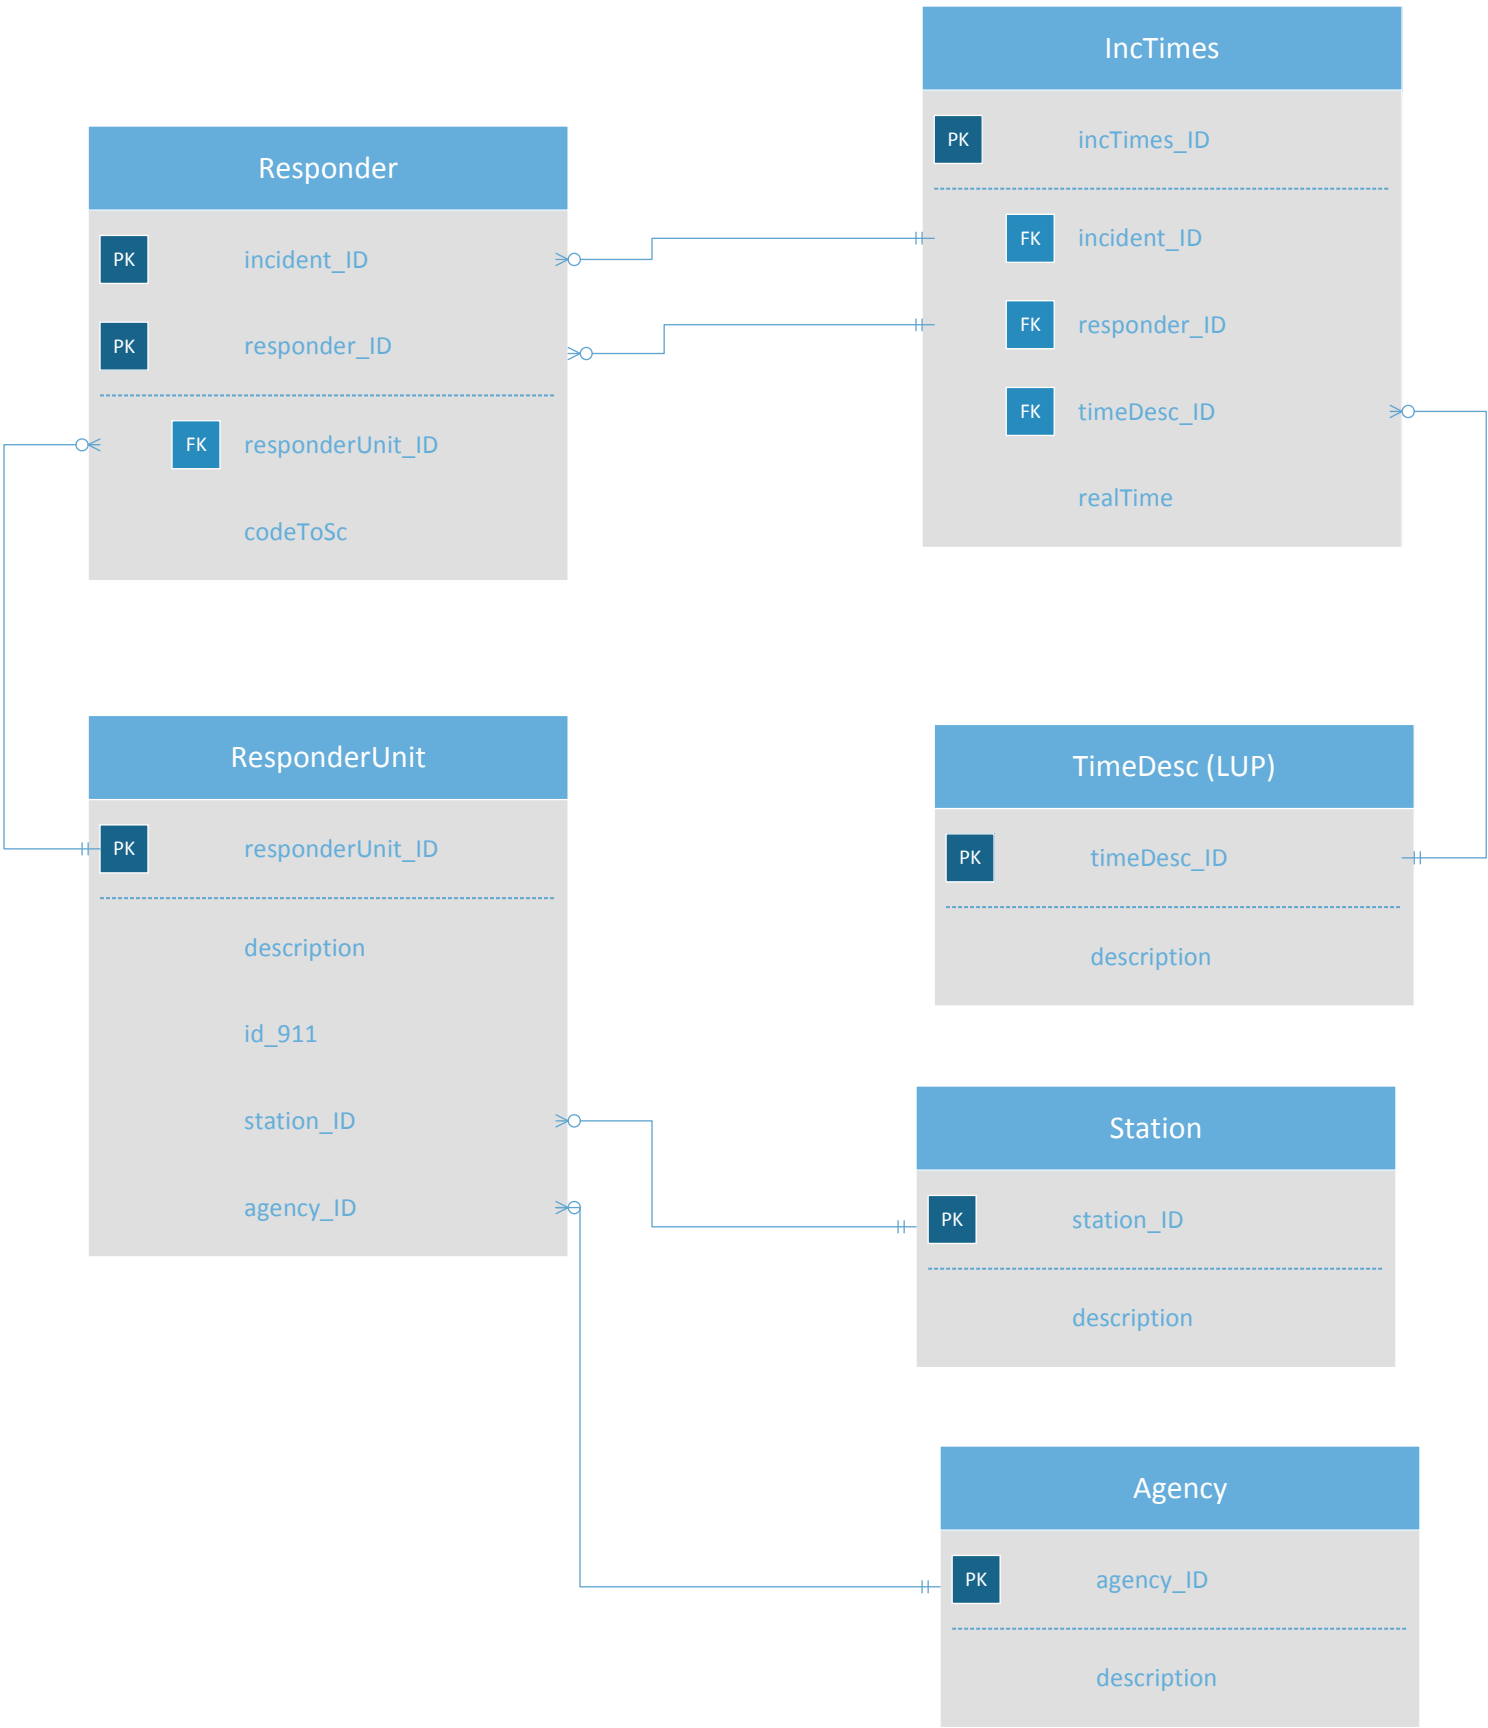 IncTimes
PK incTimes_ID
FK incident_ID
FK responder_ID
FK timeDesc_ID
realTime
Responder
PK incident_ID
PK responder_ID
FK responderUnit_ID
codeToSc
ResponderUnit
PK responderUnit_ID
description
id_911
station_ID
agency_ID
TimeDesc (LUP)
PK timeDesc_ID
description
Station
PK station_ID
description
Agency
PK agency_ID
description